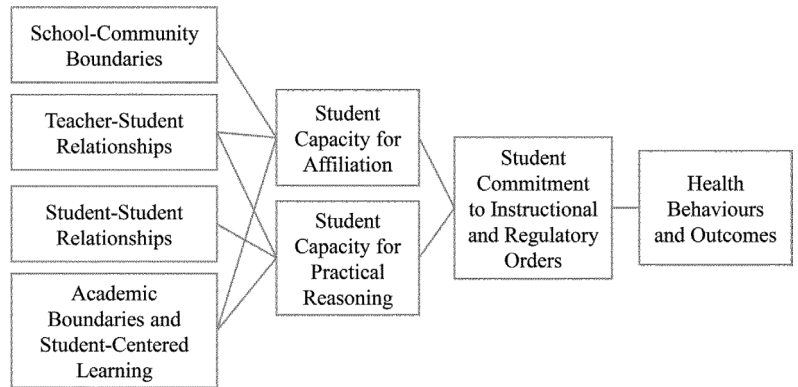 School-Community
Boundaries
Teacher-Student
Relationships
Student-Student
Relationships
Academic
Boundaries and
Student-Centered
Learning
Student
Capacity for
Affiliation
Student
Capacity for
Practical
Reasoning
Student
Commitment
to Instructional
and Regulatory
Orders
Health
Behaviours
and Outcomes